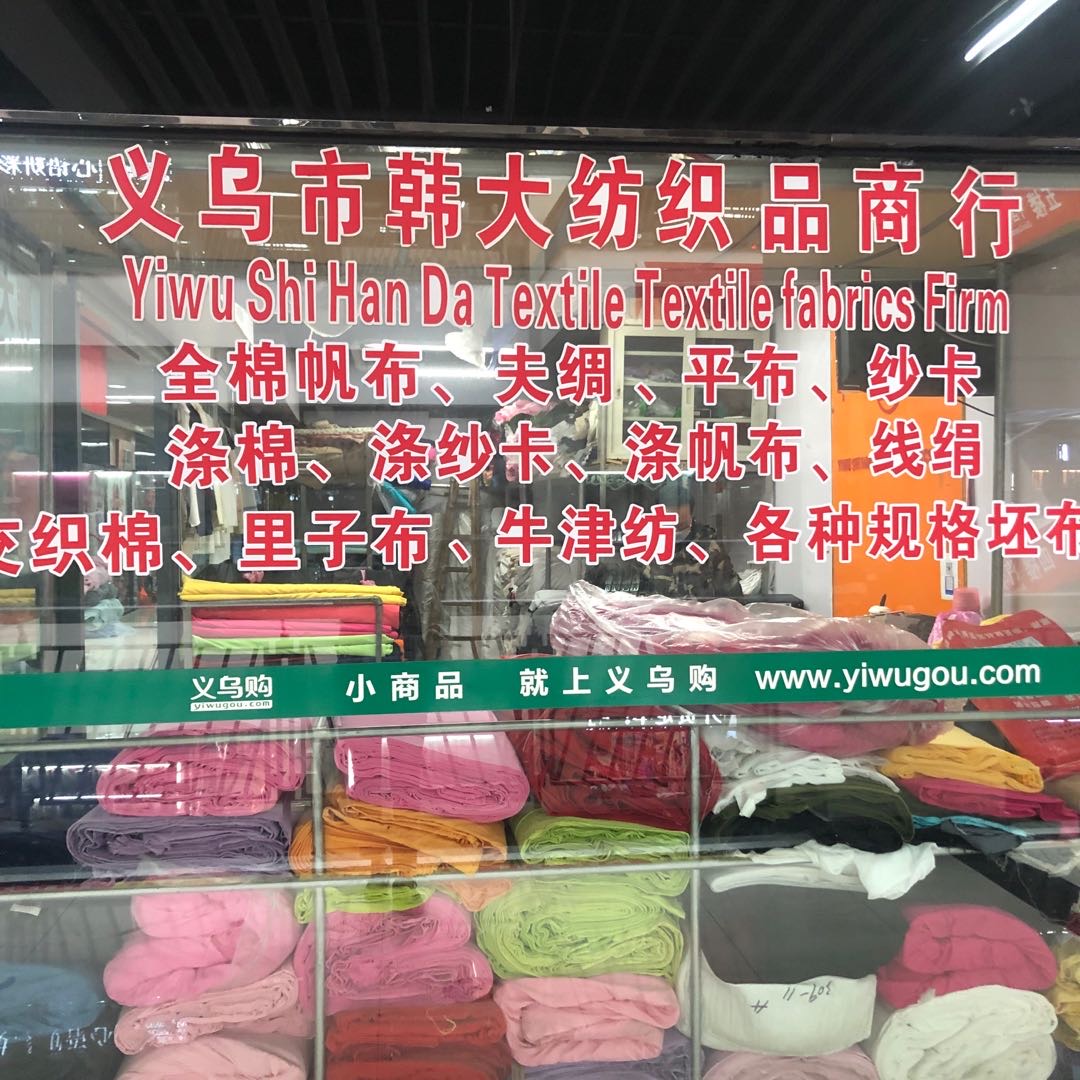 义乌市韩大纺织品商行
Yiwu Shi Han Da Textile Textile fabrics Firm
全棉帆布、夫绸、平布、纱卡
涤棉、涤纱卡、涤帆布、线绢
交织棉、里子布、牛津纺、各种规格坯布
义乌购 小商品 就上义乌购 www.yiwugou.com
yiwugou.com
309-11 A